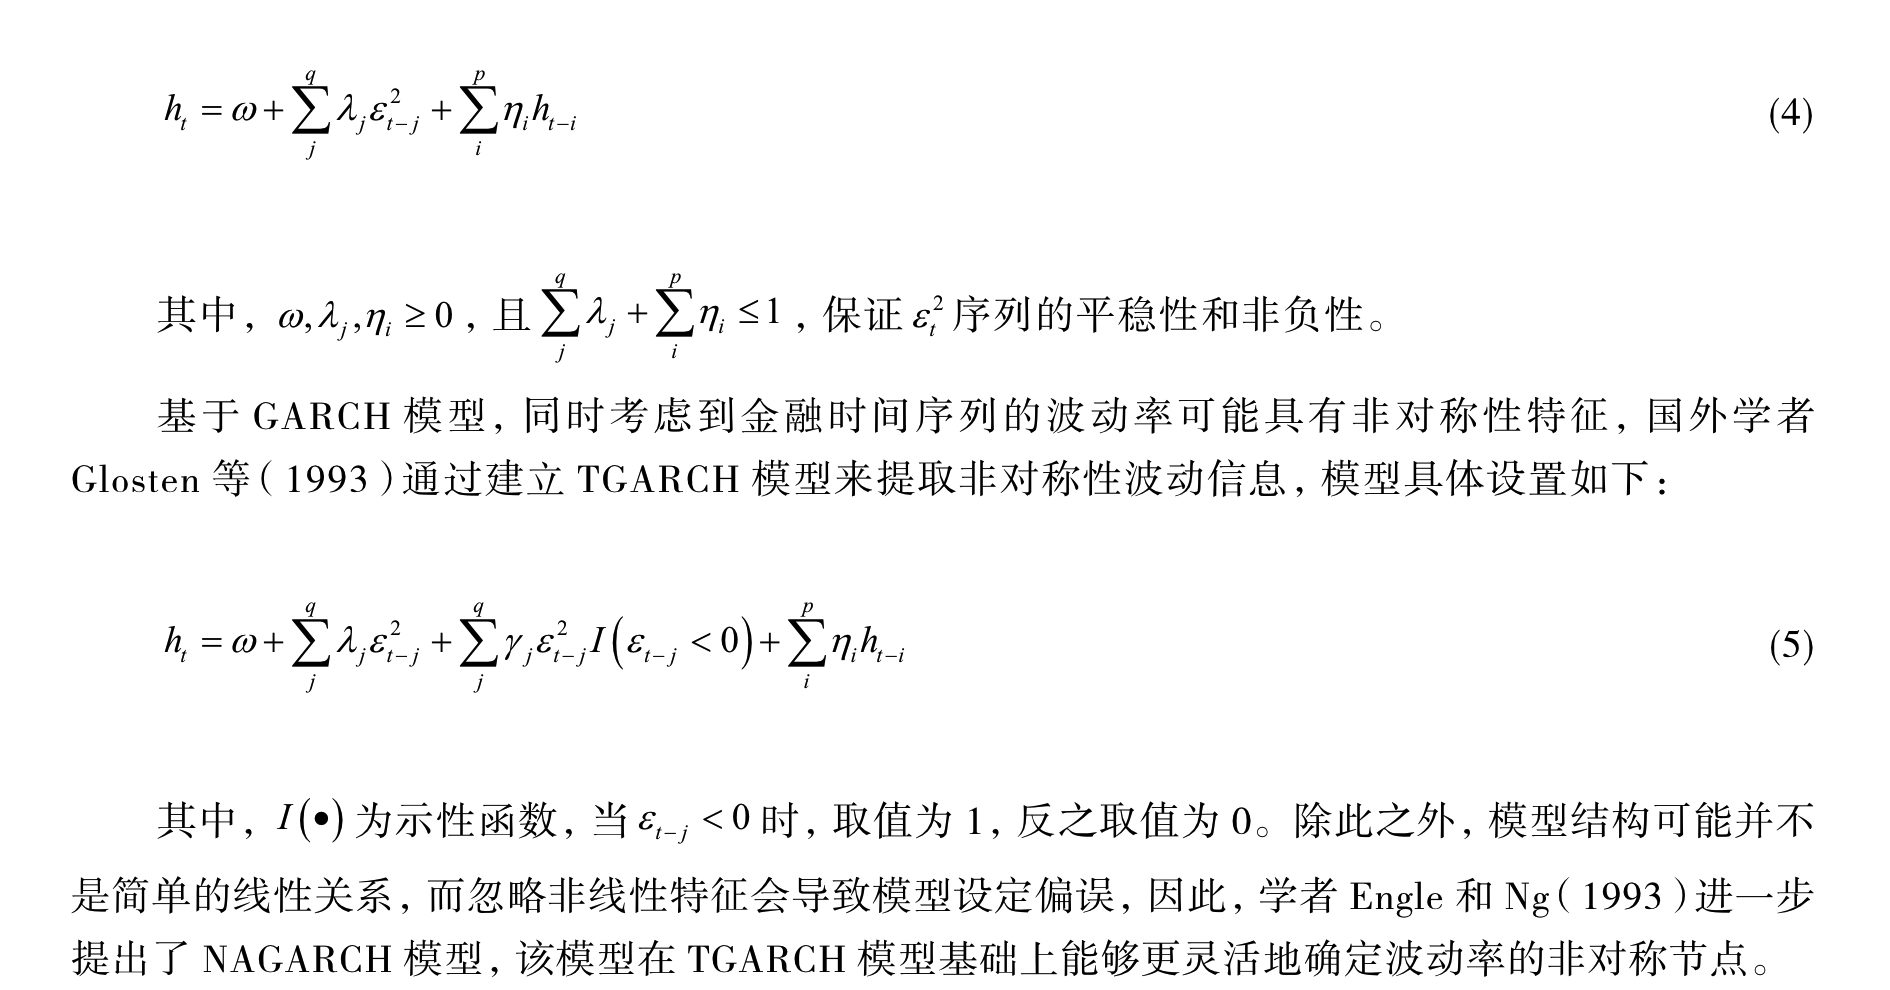 $h_t = \omega + \sum_{j}^{q} \lambda_j \varepsilon_{t-j}^2 + \sum_{i}^{p} \eta_i h_{t-i}$ (4)
其中，$\omega, \lambda_j, \eta_i \geq 0$，且 $\sum_{j}^{q} \lambda_j + \sum_{i}^{p} \eta_i \leq 1$，保证 $\varepsilon_t^2$ 序列的平稳性和非负性。
基于 GARCH 模型，同时考虑到金融时间序列的波动率可能具有非对称性特征，国外学者
Glosten 等（1993）通过建立 TGARCH 模型来提取非对称性波动信息，模型具体设置如下：
$h_t = \omega + \sum_{j}^{q} \lambda_j \varepsilon_{t-j}^2 + \sum_{j}^{q} \gamma_j \varepsilon_{t-j}^2 I\left(\varepsilon_{t-j} < 0\right) + \sum_{i}^{p} \eta_i h_{t-i}$ (5)
其中，$I(\bullet)$ 为示性函数，当 $\varepsilon_{t-j} < 0$ 时，取值为 1，反之取值为 0。除此之外，模型结构可能并不
是简单的线性关系，而忽略非线性特征会导致模型设定偏误，因此，学者 Engle 和 Ng（1993）进一步
提出了 NAGARCH 模型，该模型在 TGARCH 模型基础上能够更灵活地确定波动率的非对称节点。